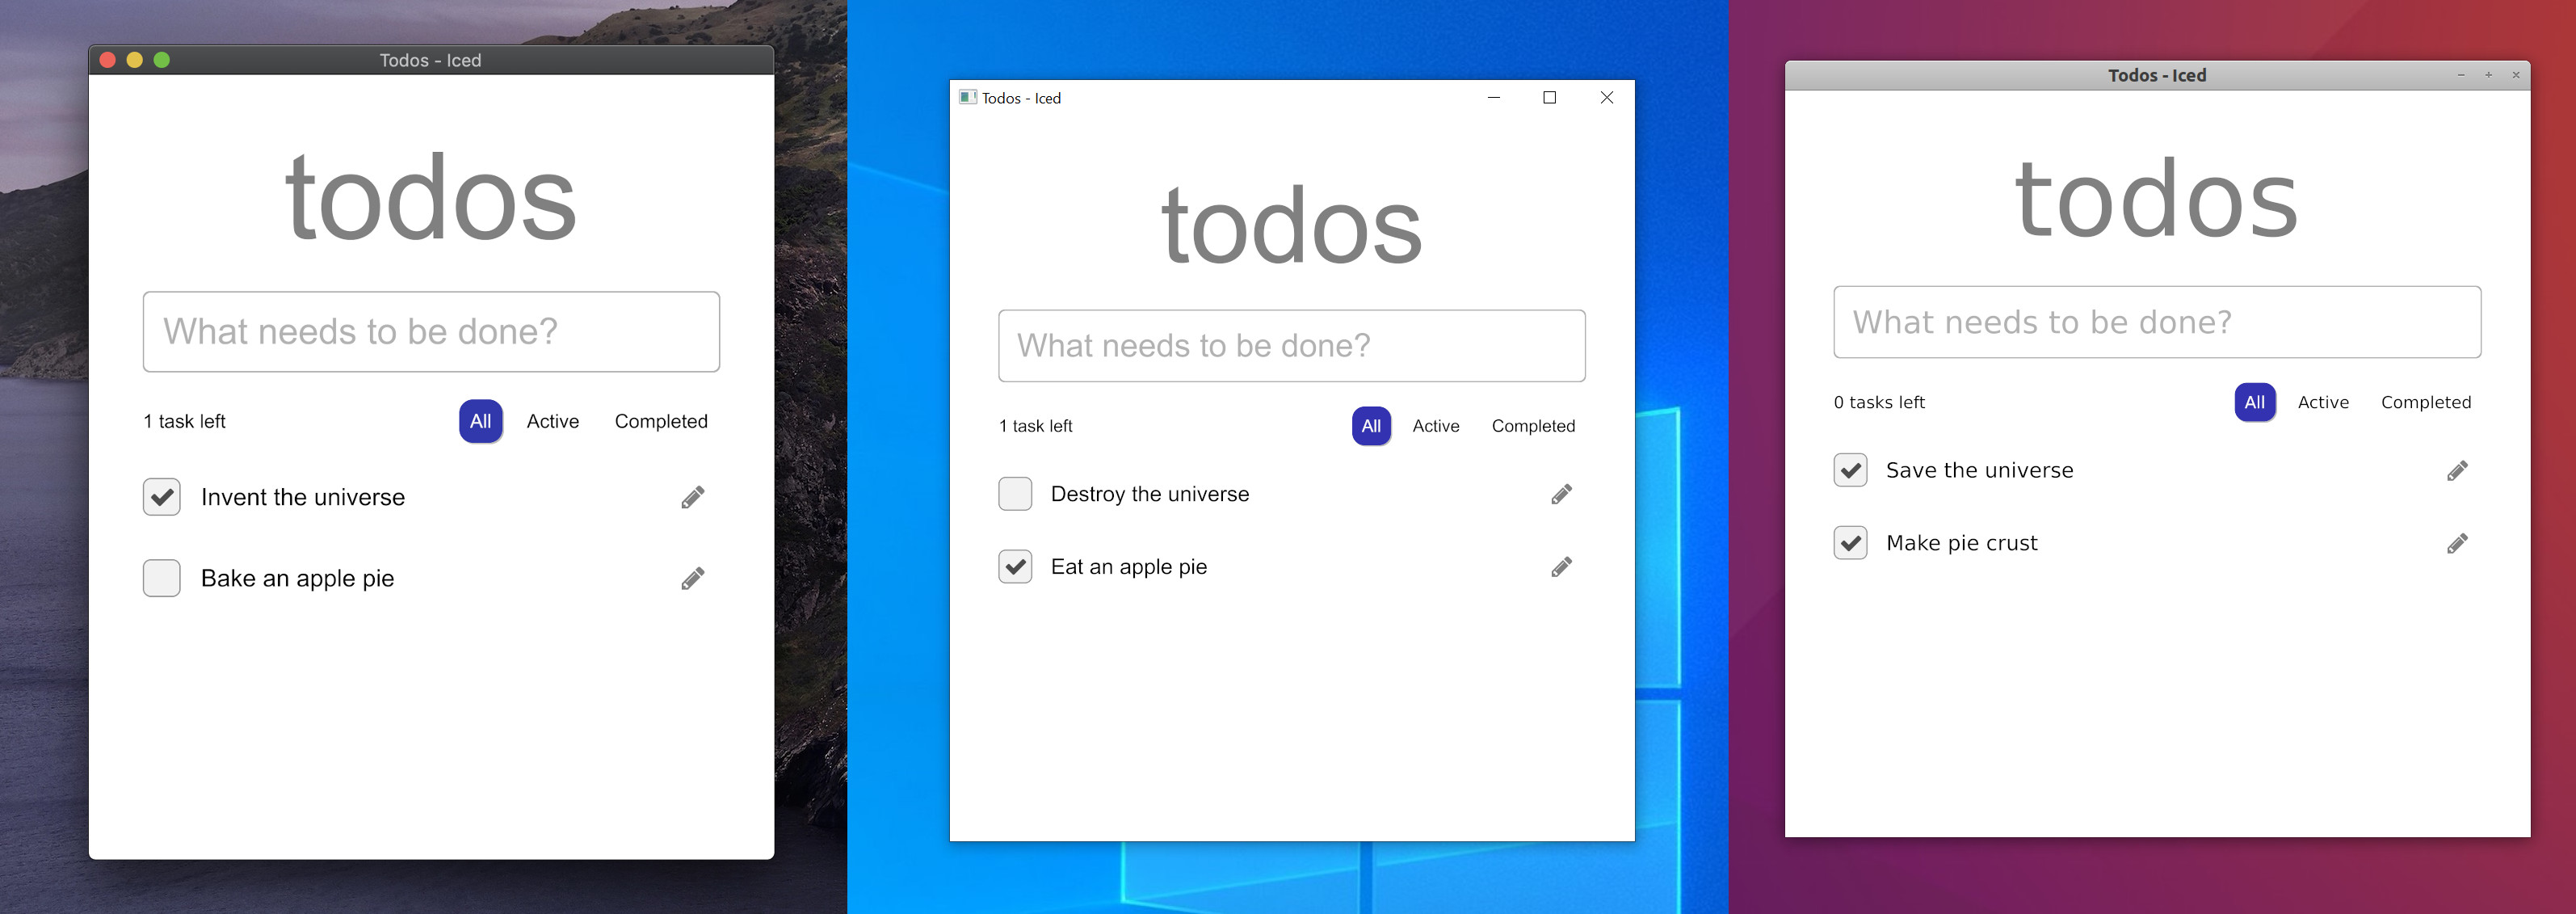 Todos - Iced
todos
What needs to be done?
1 task left
All
Active
Completed
Invent the universe
Bake an apple pie
Todos - Iced
todos
What needs to be done?
1 task left
All
Active
Completed
Destroy the universe
Eat an apple pie
Todos - Iced
todos
What needs to be done?
0 tasks left
All
Active
Completed
Save the universe
Make pie crust